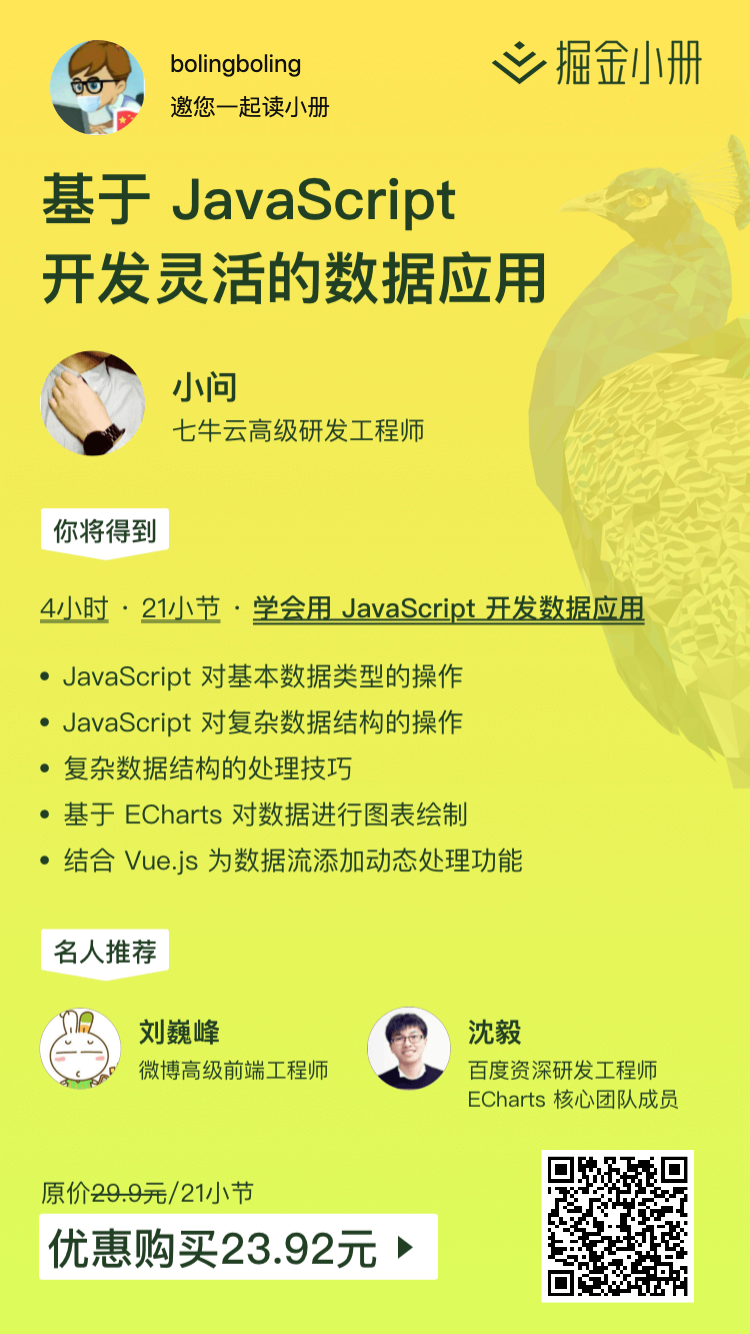 bolingboling
邀您一起读小册
掘金小册
基于 JavaScript
开发灵活的数据应用
小问
七牛云高级研发工程师
你将得到
4小时 · 21小节 · 学会用 JavaScript 开发数据应用
• JavaScript 对基本数据类型的操作
• JavaScript 对复杂数据结构的操作
• 复杂数据结构的处理技巧
• 基于 ECharts 对数据进行图表绘制
• 结合 Vue.js 为数据流添加动态处理功能
名人推荐
刘巍峰
微博高级前端工程师
沈毅
百度资深研发工程师
ECharts 核心团队成员
原价29.9元/21小节
优惠购买23.92元